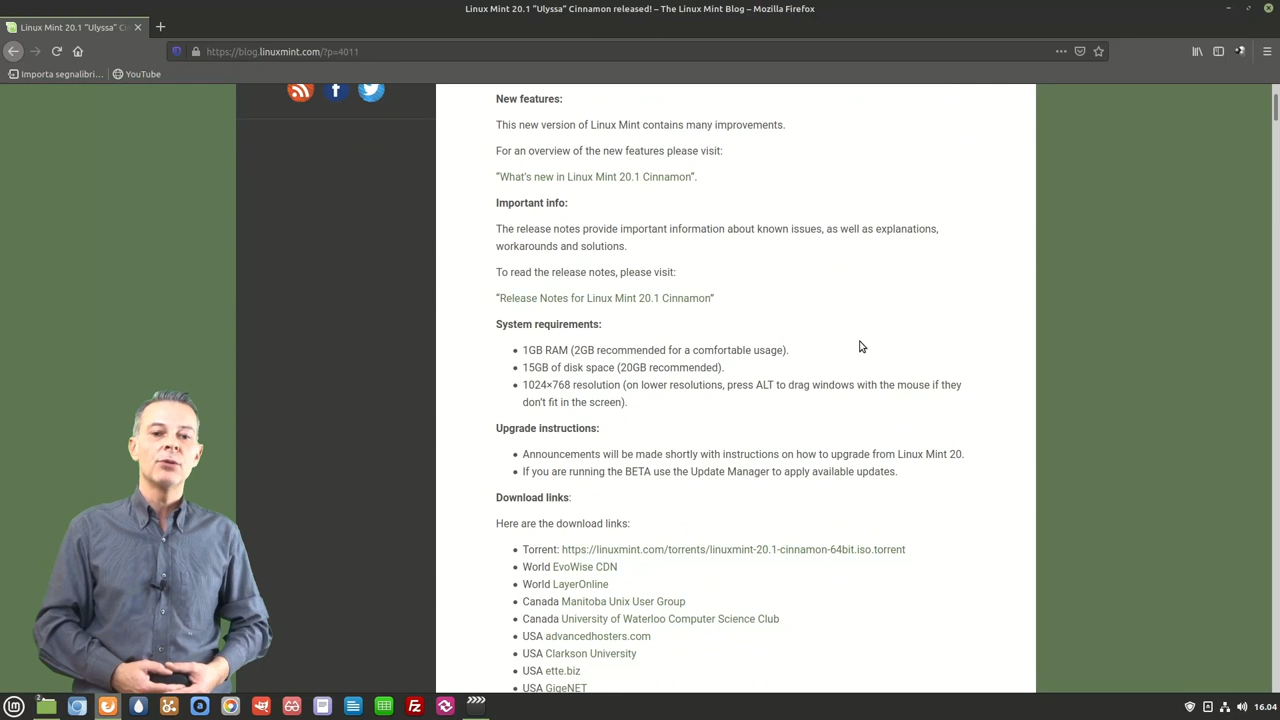 Linux Mint 20.1 "Ulyssa" Cinnamon released! – The Linux Mint Blog – Mozilla Firefox
Linux Mint 20.1 "Ulyssa" C
https://blog.linuxmint.com/?p=4011
Importa segnalibri…
YouTube
New features:
This new version of Linux Mint contains many improvements.
For an overview of the new features please visit:
“What’s new in Linux Mint 20.1 Cinnamon“.
Important info:
The release notes provide important information about known issues, as well as explanations,
workarounds and solutions.
To read the release notes, please visit:
“Release Notes for Linux Mint 20.1 Cinnamon”
System requirements:
• 1GB RAM (2GB recommended for a comfortable usage).
• 15GB of disk space (20GB recommended).
• 1024×768 resolution (on lower resolutions, press ALT to drag windows with the mouse if they
don’t fit in the screen).
Upgrade instructions:
• Announcements will be made shortly with instructions on how to upgrade from Linux Mint 20.
• If you are running the BETA use the Update Manager to apply available updates.
Download links:
Here are the download links:
• Torrent: https://linuxmint.com/torrents/linuxmint-20.1-cinnamon-64bit.iso.torrent
• World EvoWise CDN
• World LayerOnline
• Canada Manitoba Unix User Group
• Canada University of Waterloo Computer Science Club
• USA advancedhosters.com
• USA Clarkson University
• USA ette.biz
• USA GigeNET
16.04